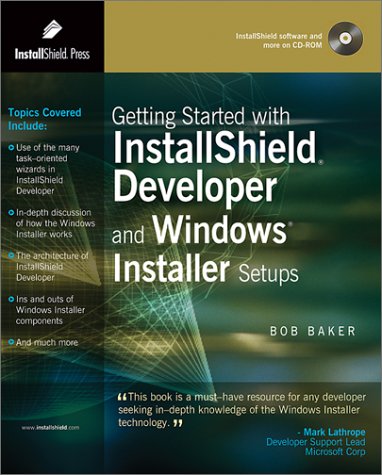 InstallShield. Press
InstallShield software and
more on CD-ROM
Topics Covered
Include:
Use of the many
task-oriented
wizards in
InstallShield
Developer
In-depth discussion
of how the Windows
Installer works
The architecture of
InstallShield
Developer
Ins and outs of
Windows Installer
components
And much more
www.installshield.com
Getting Started with
InstallShield®
Developer
and Windows®
Installer Setups
BOB BAKER
"This book is a must-have resource for any developer
seeking in-depth knowledge of the Windows Installer
technology."
- Mark Lathrope
Developer Support Lead
Microsoft Corp